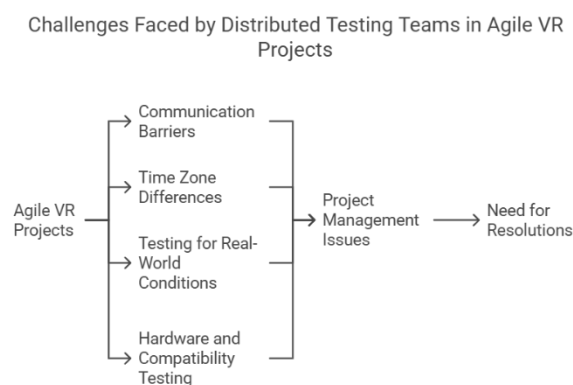 Challenges Faced by Distributed Testing Teams in Agile VR
Projects
Communication
Barriers
Time Zone
Differences
Agile VR
Projects
Testing for Real-
World
Conditions
Hardware and
Compatibility
Testing
Project
Management
Issues
Need for
Resolutions